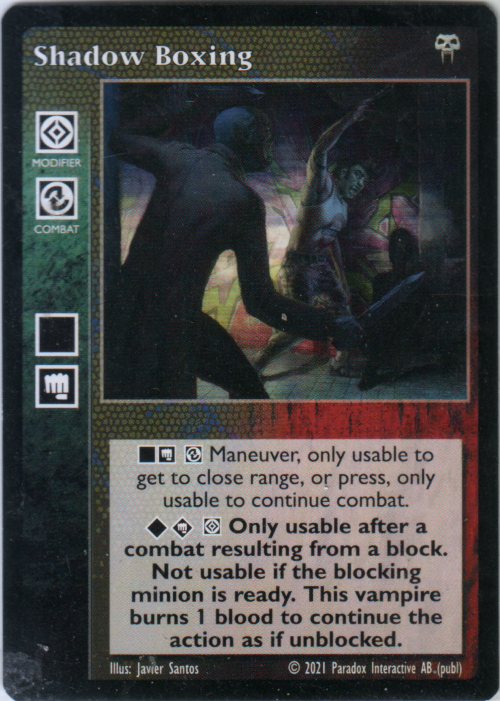 Shadow Boxing
MODIFIER
COMBAT
Maneuver, only usable to
get to close range, or press, only
usable to continue combat.
Only usable after a
combat resulting from a block.
Not usable if the blocking
minion is ready. This vampire
burns 1 blood to continue the
action as if unblocked.
Illus: Javier Santos © 2021 Paradox Interactive AB (publ)